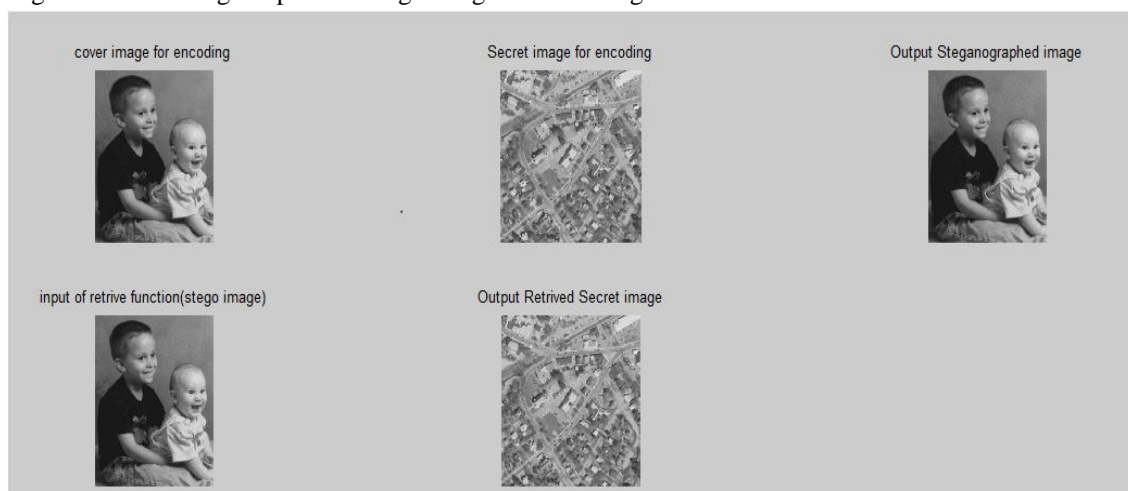 cover image for encoding
Secret image for encoding
Output Steganographed image
input of retrive function(stego image)
Output Retrived Secret image